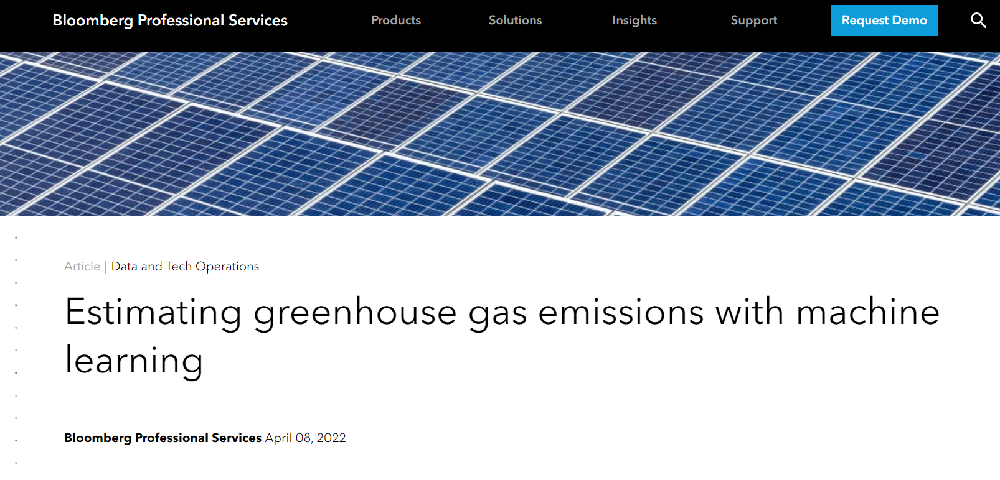 Bloomberg Professional Services Products Solutions Insights Support Request Demo
Article | Data and Tech Operations
Estimating greenhouse gas emissions with machine
learning
Bloomberg Professional Services April 08, 2022